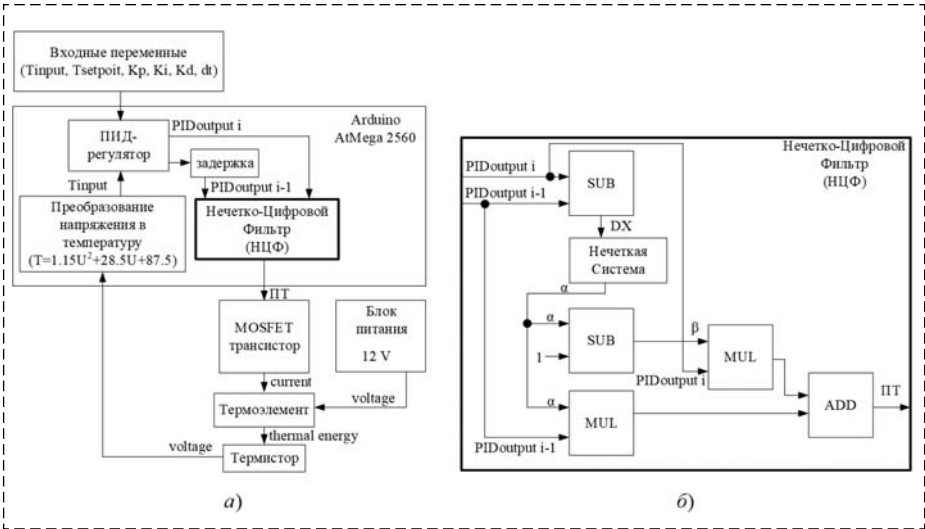 Входные переменные
(Tinput, Tsetpoit, Kp, Ki, Kd, dt)
Arduino
AtMega 2560
ПИД-
регулятор
PIDoutput i
задержка
PIDoutput i-1
Tinput
Преобразование
напряжения в
температуру
(T=1.15U²+28.5U+87.5)
Нечетко-Цифровой
Фильтр
(НЦФ)
ПТ
MOSFET
транзистор
Блок
питания
12 V
current
voltage
Термоэлемент
thermal energy
voltage
Термистор
а)
Нечетко-Цифровой
Фильтр
(НЦФ)
PIDoutput i
PIDoutput i-1
SUB
DX
Нечеткая
Система
α
α
1
SUB
β
PIDoutput i
MUL
α
PIDoutput i-1
MUL
ADD
ПТ
б)